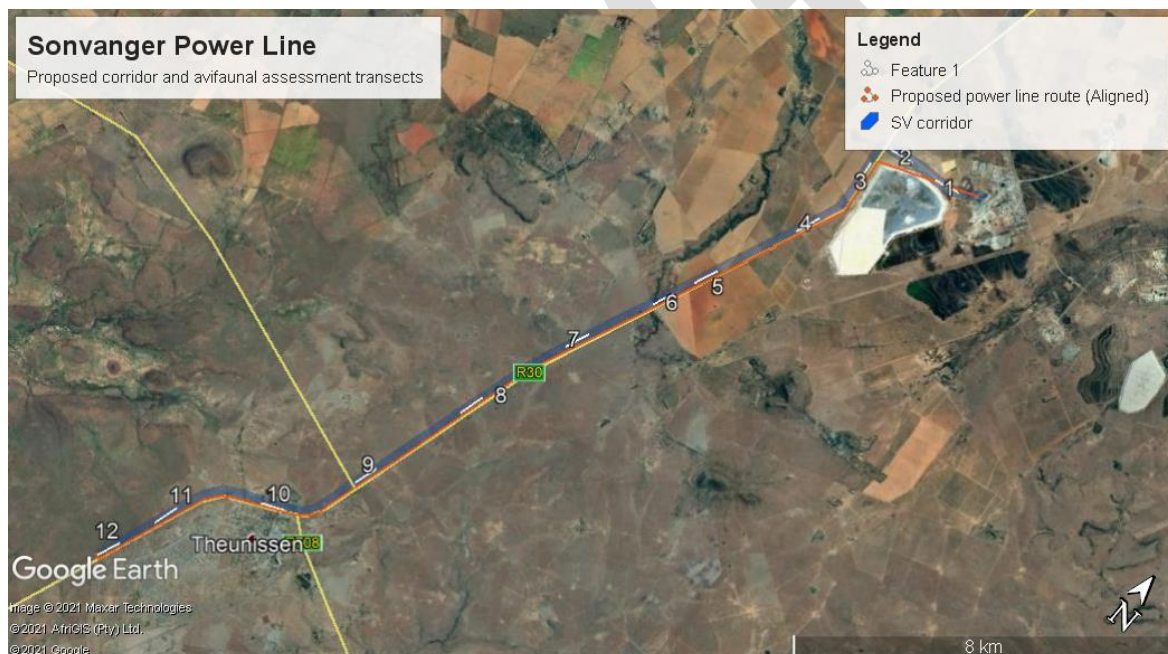 Sonvanger Power Line
Proposed corridor and avifaunal assessment transects
Legend
Feature 1
Proposed power line route (Aligned)
SV corridor
2
1
3
4
5
6
7
R30
8
9
10
11
12
Theunissen
08
Google Earth
Image © 2021 Maxar Technologies
© 2021 AfriGIS (Pty) Ltd.
© 2021 Google
N
8 km